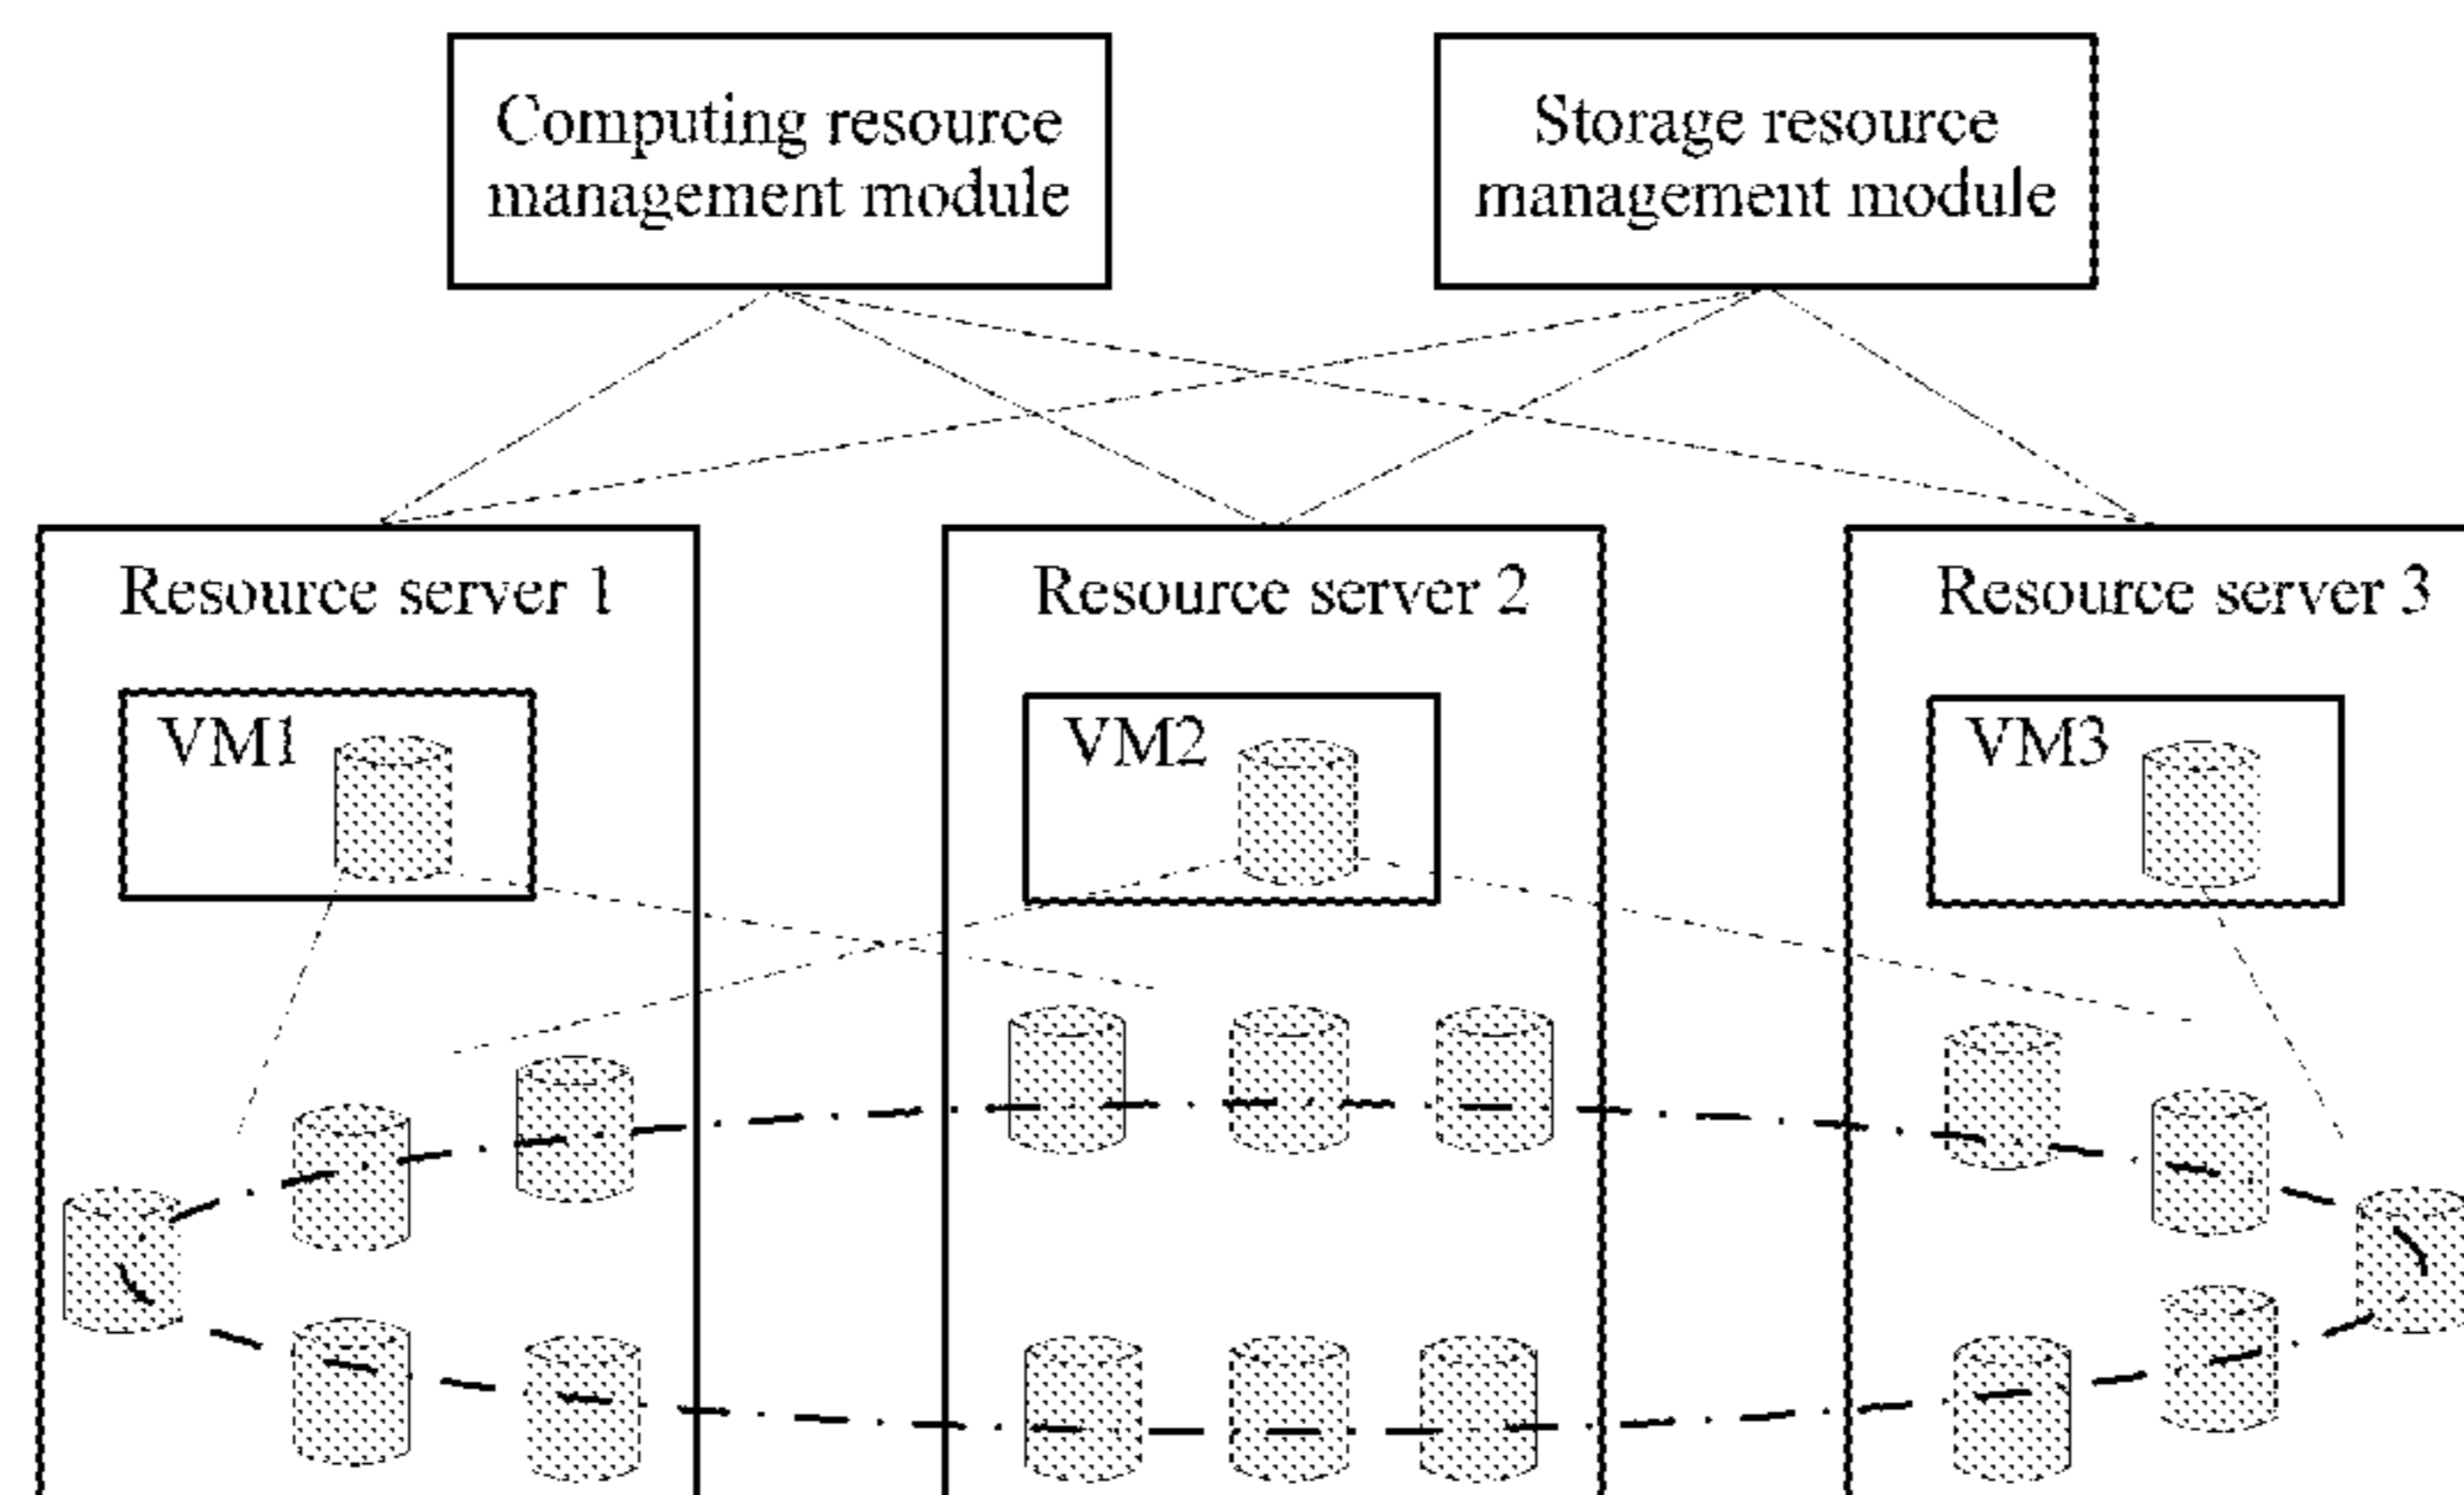 Computing resource
management module
Storage resource
management module
Resource server 1
Resource server 2
Resource server 3
VM1
VM2
VM3